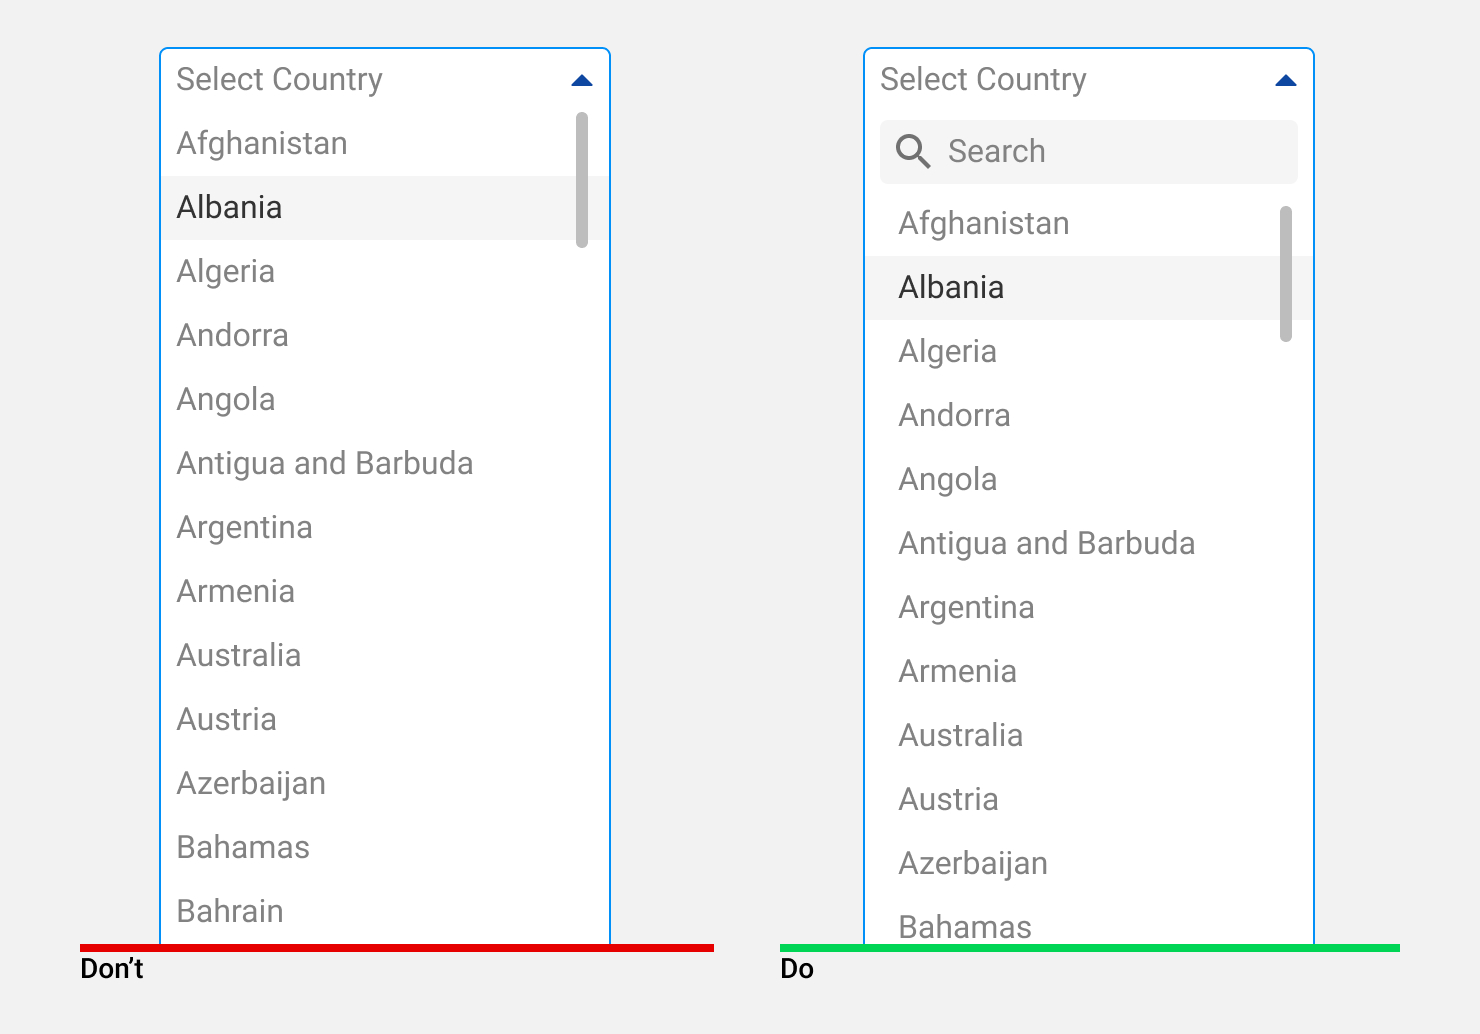 Select Country
Afghanistan
Albania
Algeria
Andorra
Angola
Antigua and Barbuda
Argentina
Armenia
Australia
Austria
Azerbaijan
Bahamas
Bahrain
Don’t
Select Country
Search
Afghanistan
Albania
Algeria
Andorra
Angola
Antigua and Barbuda
Argentina
Armenia
Australia
Austria
Azerbaijan
Bahamas
Do